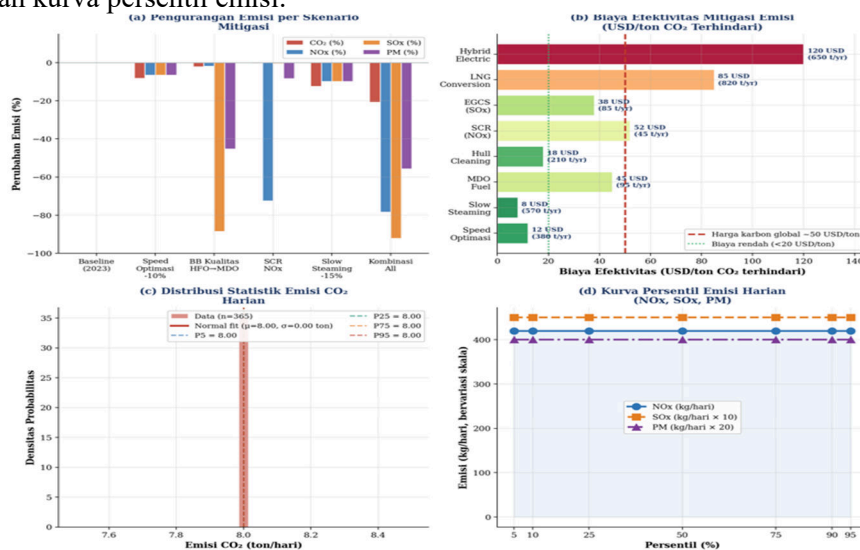 an kurva persentil emisi.
(a) Pengurangan Emisi per Skenario
Mitigasi
CO₂ (%)
NOx (%)
SOx (%)
PM (%)
Perubahan Emisi (%)
0
−20
−40
−60
−80
−100
Baseline
(2023)
Speed
Optimasi
-10%
BB Kualitas
HFO→MDO
SCR
NOx
Slow
Steaming
-15%
Kombinasi
All
(b) Biaya Efektivitas Mitigasi Emisi
(USD/ton CO₂ Terhindari)
Hybrid
Electric
120 USD
(650 t/yr)
LNG
Conversion
85 USD
(820 t/yr)
EGCS
(SOx)
38 USD
(85 t/yr)
SCR
(NOx)
52 USD
(45 t/yr)
Hull
Cleaning
18 USD
(210 t/yr)
MDO
Fuel
45 USD
(95 t/yr)
Slow
Steaming
8 USD
(570 t/yr)
Speed
Optimasi
12 USD
(380 t/yr)
Harga karbon global ~50 USD/ton
Biaya rendah (<20 USD/ton)
0 20 40 60 80 100 120 140
Biaya Efektivitas (USD/ton CO₂ terhindari)
(c) Distribusi Statistik Emisi CO₂
Harian
Data (n=365)
Normal fit (μ=8.00, σ=0.00 ton)
P5 = 8.00
P25 = 8.00
P75 = 8.00
P95 = 8.00
Densitas Probabilitas
35
30
25
20
15
10
5
0
7.6 7.8 8.0 8.2 8.4
Emisi CO₂ (ton/hari)
(d) Kurva Persentil Emisi Harian
(NOx, SOx, PM)
NOx (kg/hari)
SOx (kg/hari × 10)
PM (kg/hari × 20)
Emisi (kg/hari, bervariasi skala)
400
300
200
100
0
5 10 25 50 75 90 95
Persentil (%)